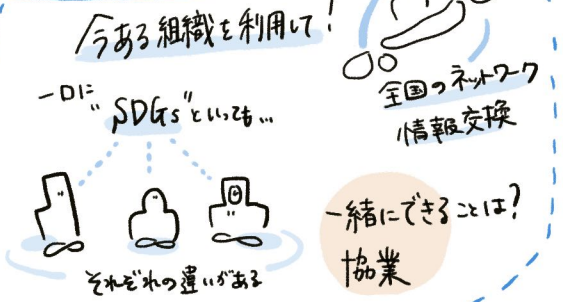 今ある組織を利用して!
全国のネットワーク
情報交換
一口に
"SDGs"といっても…
それぞれの違いがある
一緒にできることは?
協業